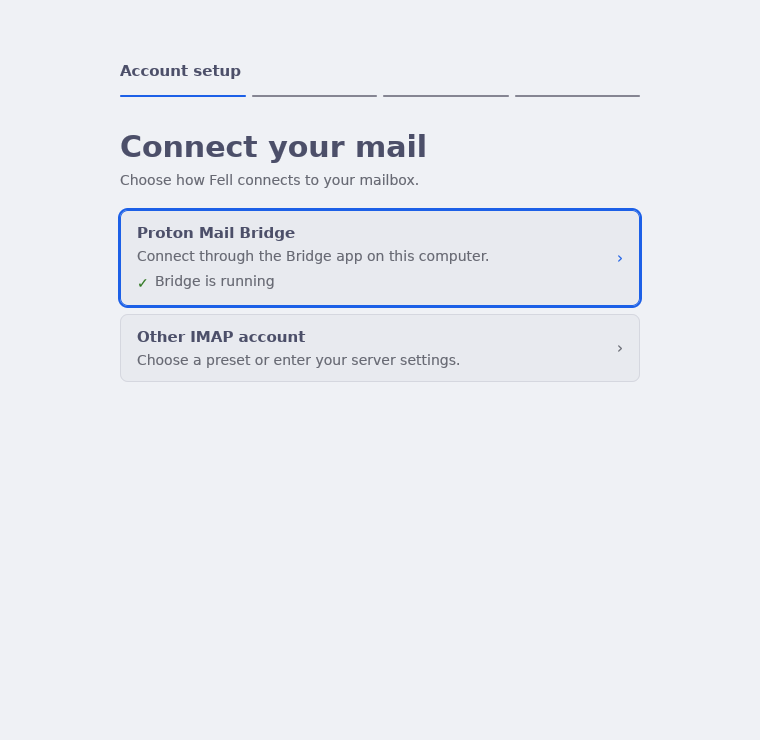 Account setup
Connect your mail
Choose how Fell connects to your mailbox.
Proton Mail Bridge
Connect through the Bridge app on this computer.
›
✓ Bridge is running
Other IMAP account
›
Choose a preset or enter your server settings.